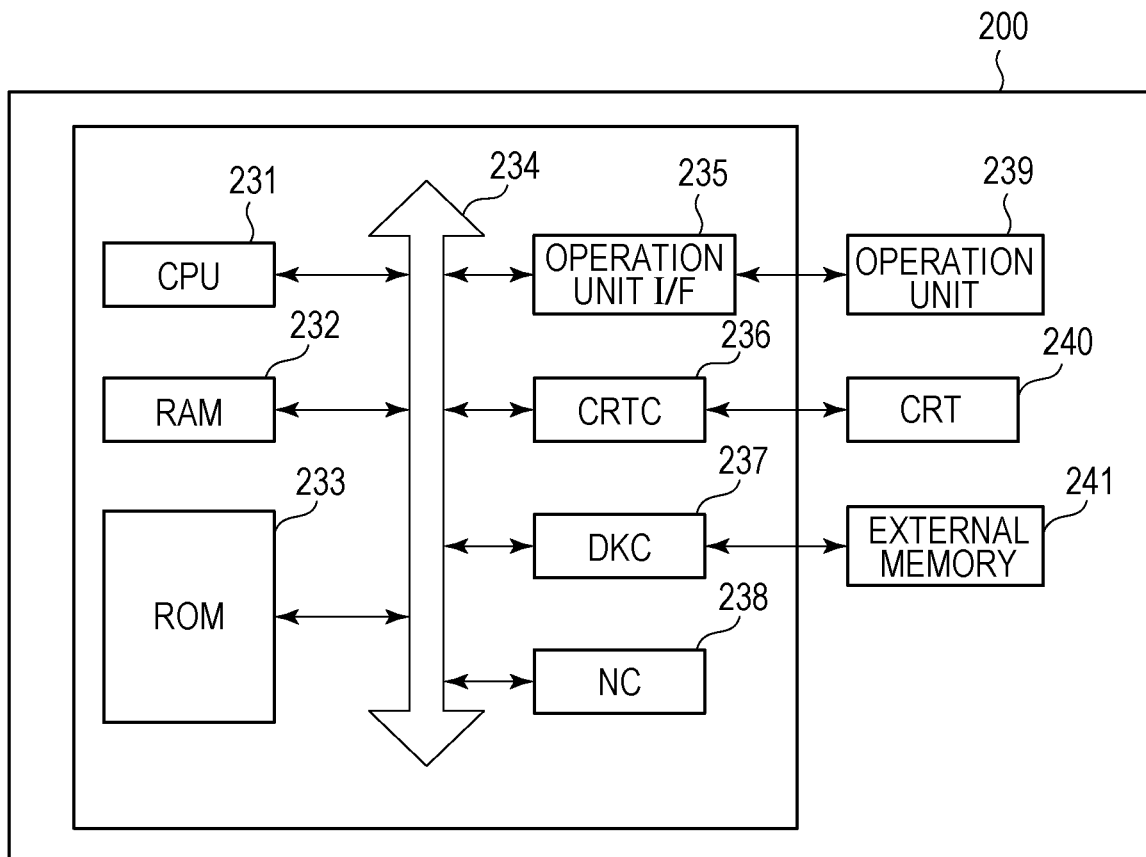 200
231
CPU
232
RAM
233
ROM
234
235
OPERATION
UNIT I/F
236
CRTC
237
DKC
238
NC
239
OPERATION
UNIT
240
CRT
241
EXTERNAL
MEMORY